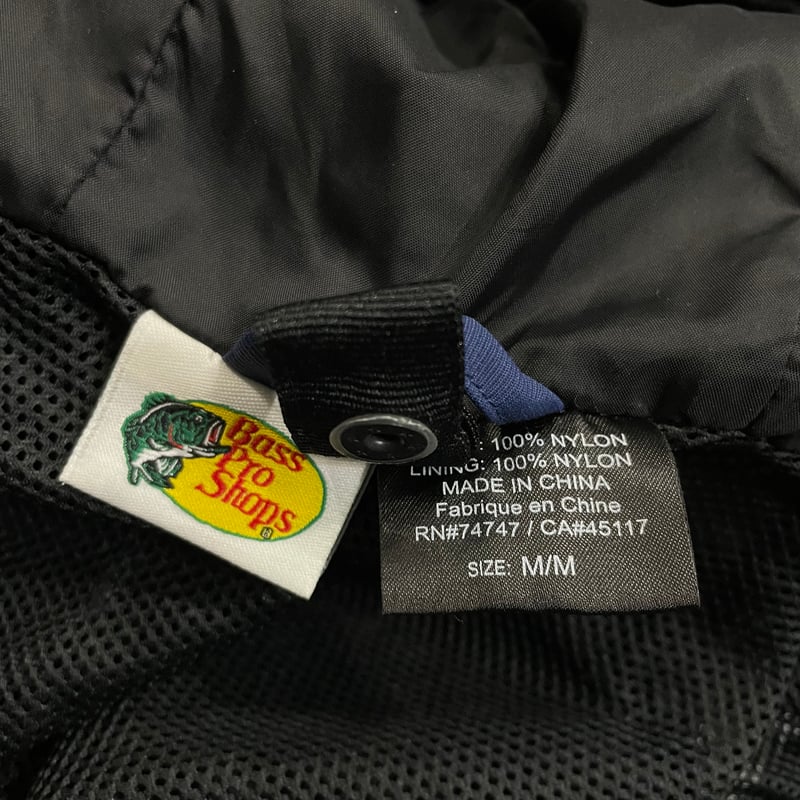 Bass
Pro
Shops
®
: 100% NYLON
LINING: 100% NYLON
MADE IN CHINA
Fabrique en Chine
RN#74747 / CA#45117
SIZE: M/M